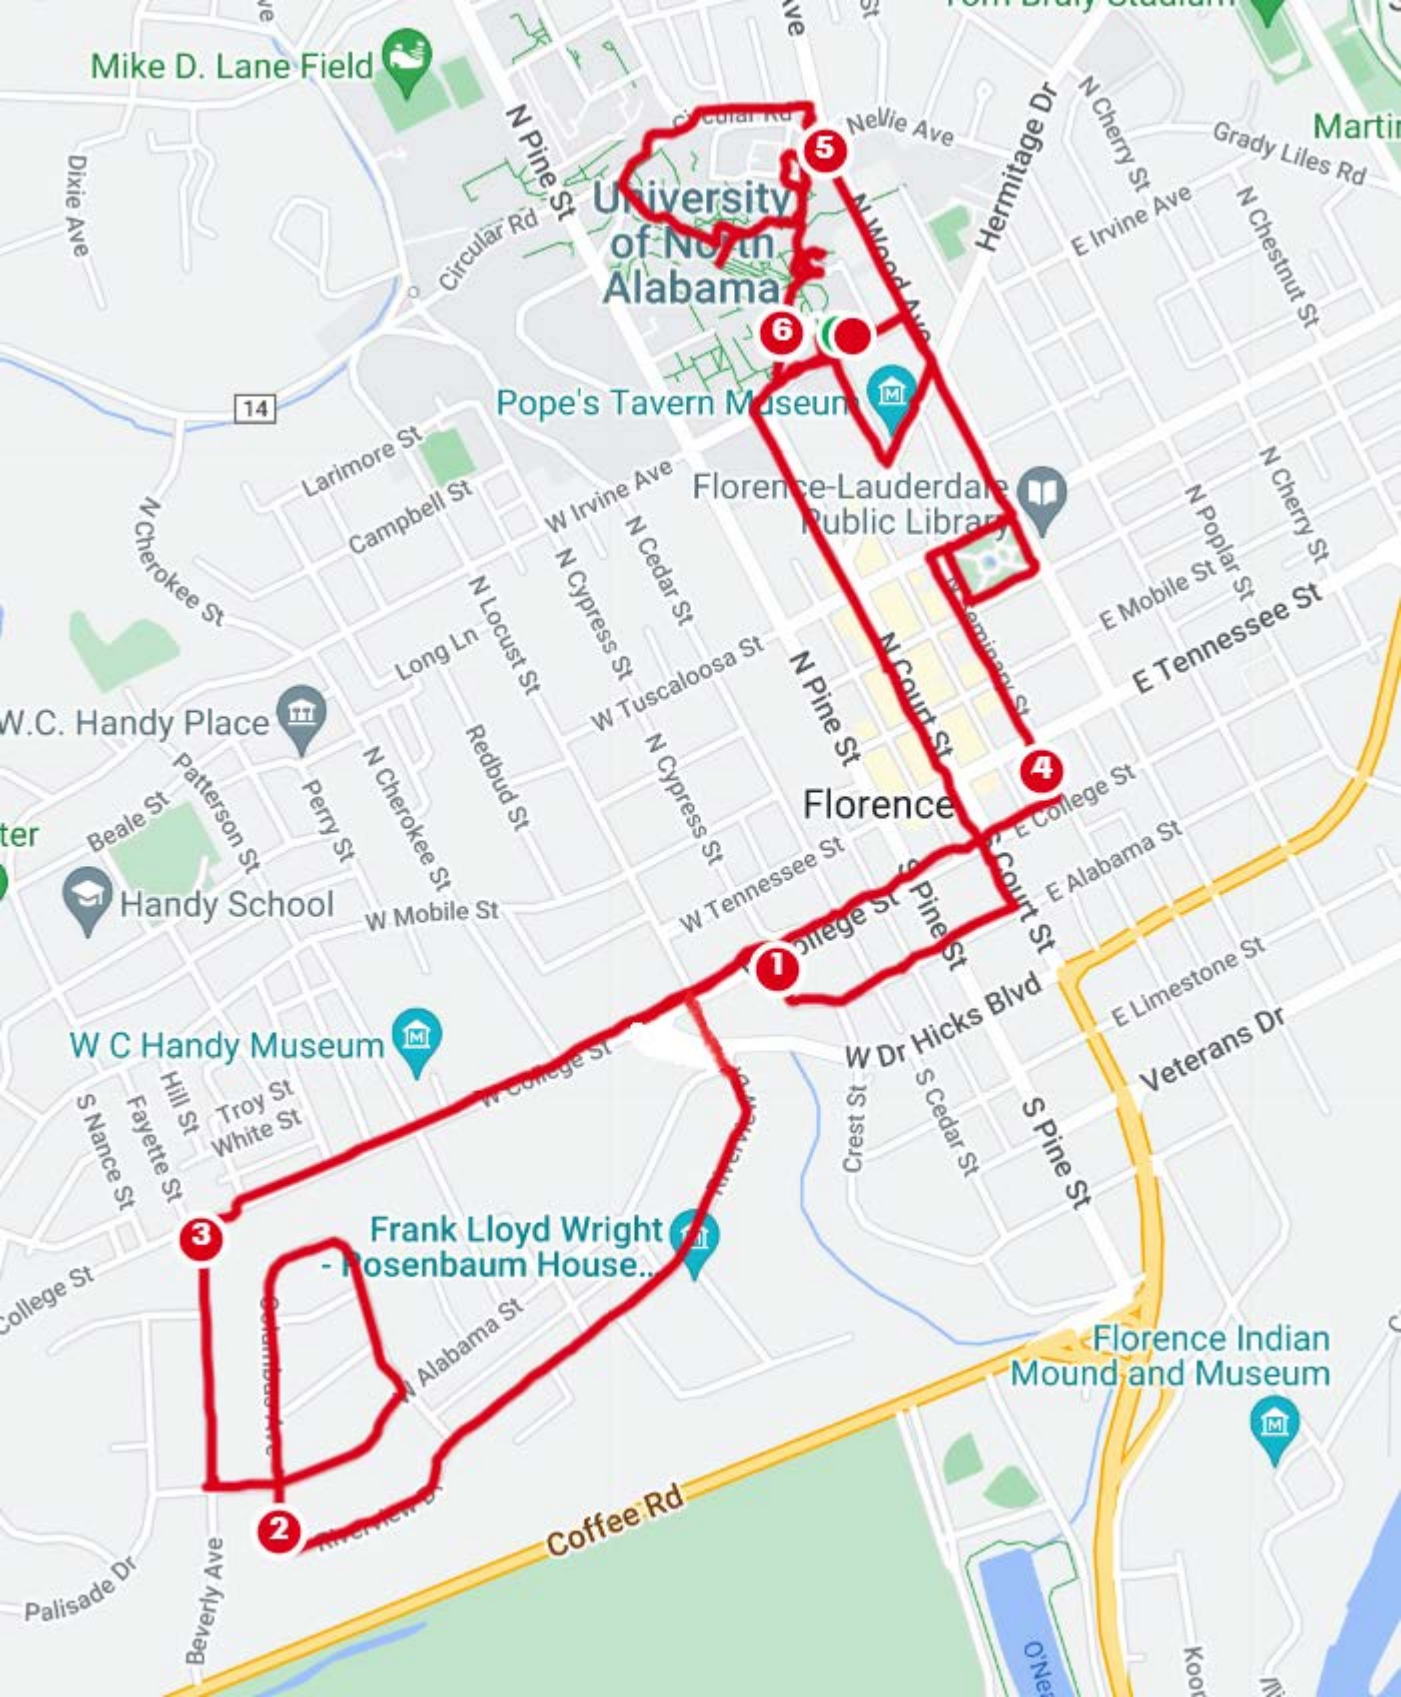 Tom Braly Stadium
Mike D. Lane Field
Ave
Circular Rd
Nellie Ave
Hermitage Dr
N Cherry St
Grady Liles Rd
N Pine St
Dixie Ave
5
University
of North
Alabama
Circular Rd
N Wood Ave
E Irvine Ave
N Chestnut St
6
14
Pope's Tavern Museum
Larimore St
Campbell St
W Irvine Ave
Florence-Lauderdale
Public Library
N Cherry St
N Poplar St
N Cherokee St
N Cedar St
N Cypress St
N Locust St
Long Ln
E Mobile St
E Tennessee St
N Seminary St
W Tuscaloosa St
N Pine St
N Court St
W.C. Handy Place
Redbud St
N Cypress St
N Cherokee St
Patterson St
Perry St
Beale St
4
Florence
E College St
E Alabama St
W Tennessee St
S Court St
S Pine St
Handy School
W Mobile St
College St
1
E Limestone St
W Dr Hicks Blvd
Veterans Dr
W C Handy Museum
W College St
Hill St
Troy St
White St
Fayette St
S Nance St
Crest St
S Cedar St
S Pine St
3
Frank Lloyd Wright
- Rosenbaum House...
College St
Columbus Ave
W Alabama St
Florence Indian
Mound and Museum
2
Riverview Dr
Coffee Rd
Palisade Dr
Beverly Ave